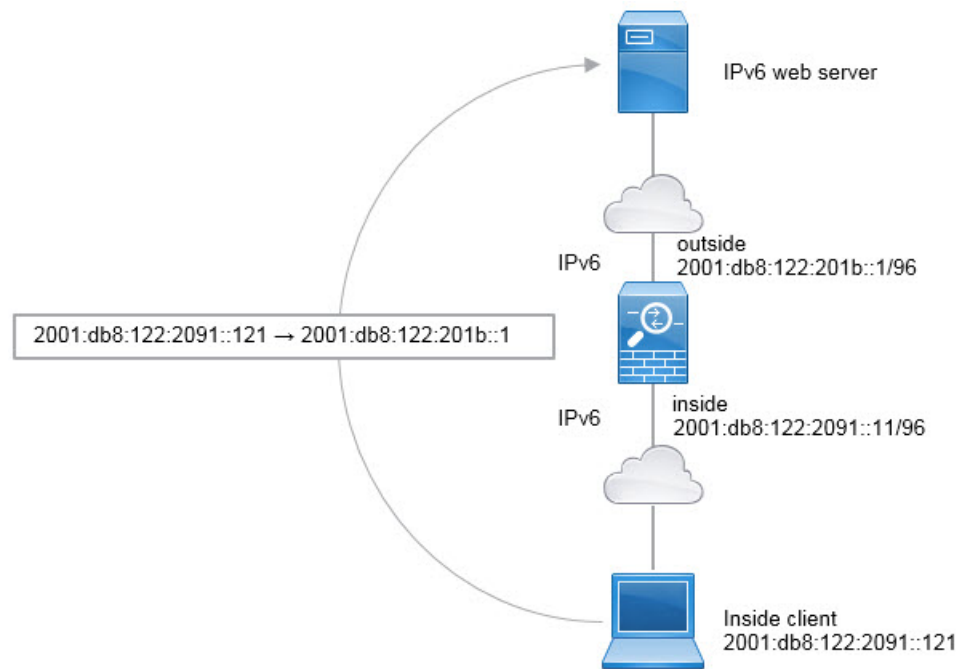 IPv6 web server
outside
2001:db8:122:201b::1/96
IPv6
2001:db8:122:2091::121 → 2001:db8:122:201b::1
inside
2001:db8:122:2091::11/96
IPv6
Inside client
2001:db8:122:2091::121